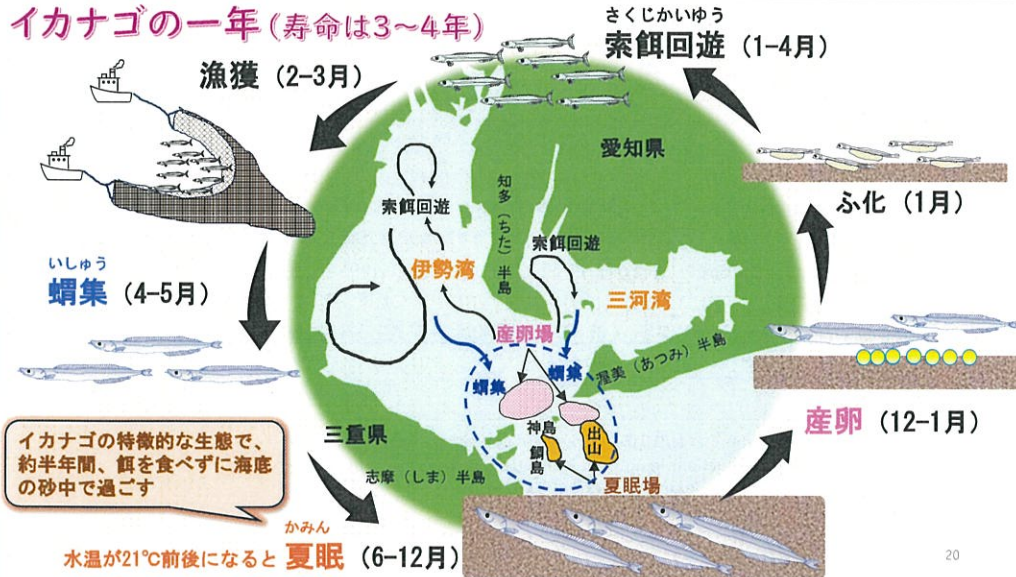 イカナゴの一年(寿命は3～4年)
さくじかいゆう
索餌回遊 (1-4月)
漁獲 (2-3月)
愛知県
知多(ちた)半島
索餌回遊
索餌回遊
ふ化 (1月)
いしゅう
蝟集 (4-5月)
伊勢湾
三河湾
産卵場
渥美(あつみ)半島
蝟集
蝟集
産卵 (12-1月)
イカナゴの特徴的な生態で、
約半年間、餌を食べずに海底
の砂中で過ごす
三重県
神島
鯛島
出山
志摩(しま)半島
夏眠場
かみん
水温が21℃前後になると 夏眠 (6-12月)
20